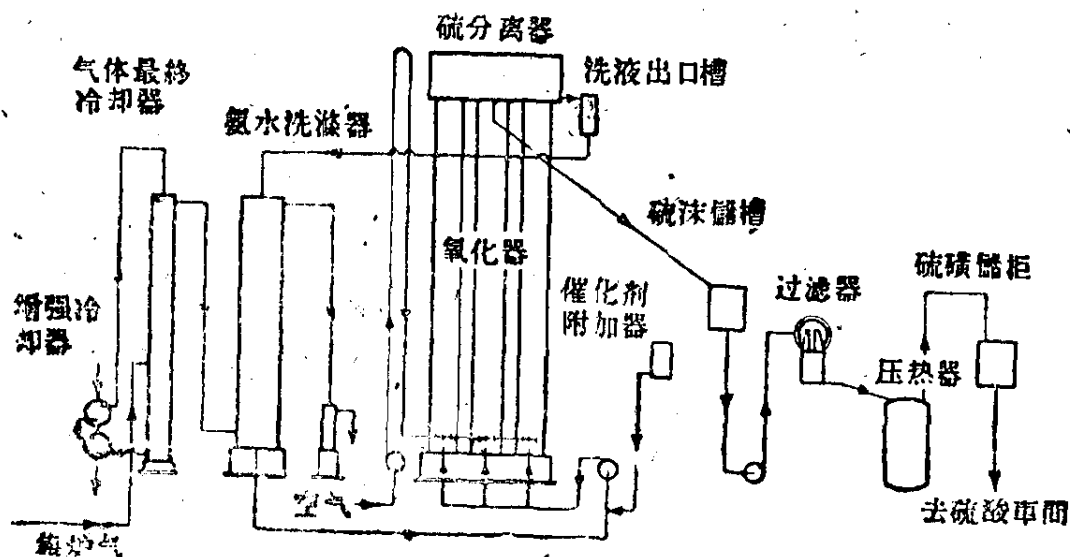 硫分离器
气体最終
冷却器
洗液出口槽
氨水洗滌器
硫沫儲槽
氧化器
硫磺儲柜
过滤器
催化剂
附加器
增强冷
却器
压热器
空气
去硫酸車間